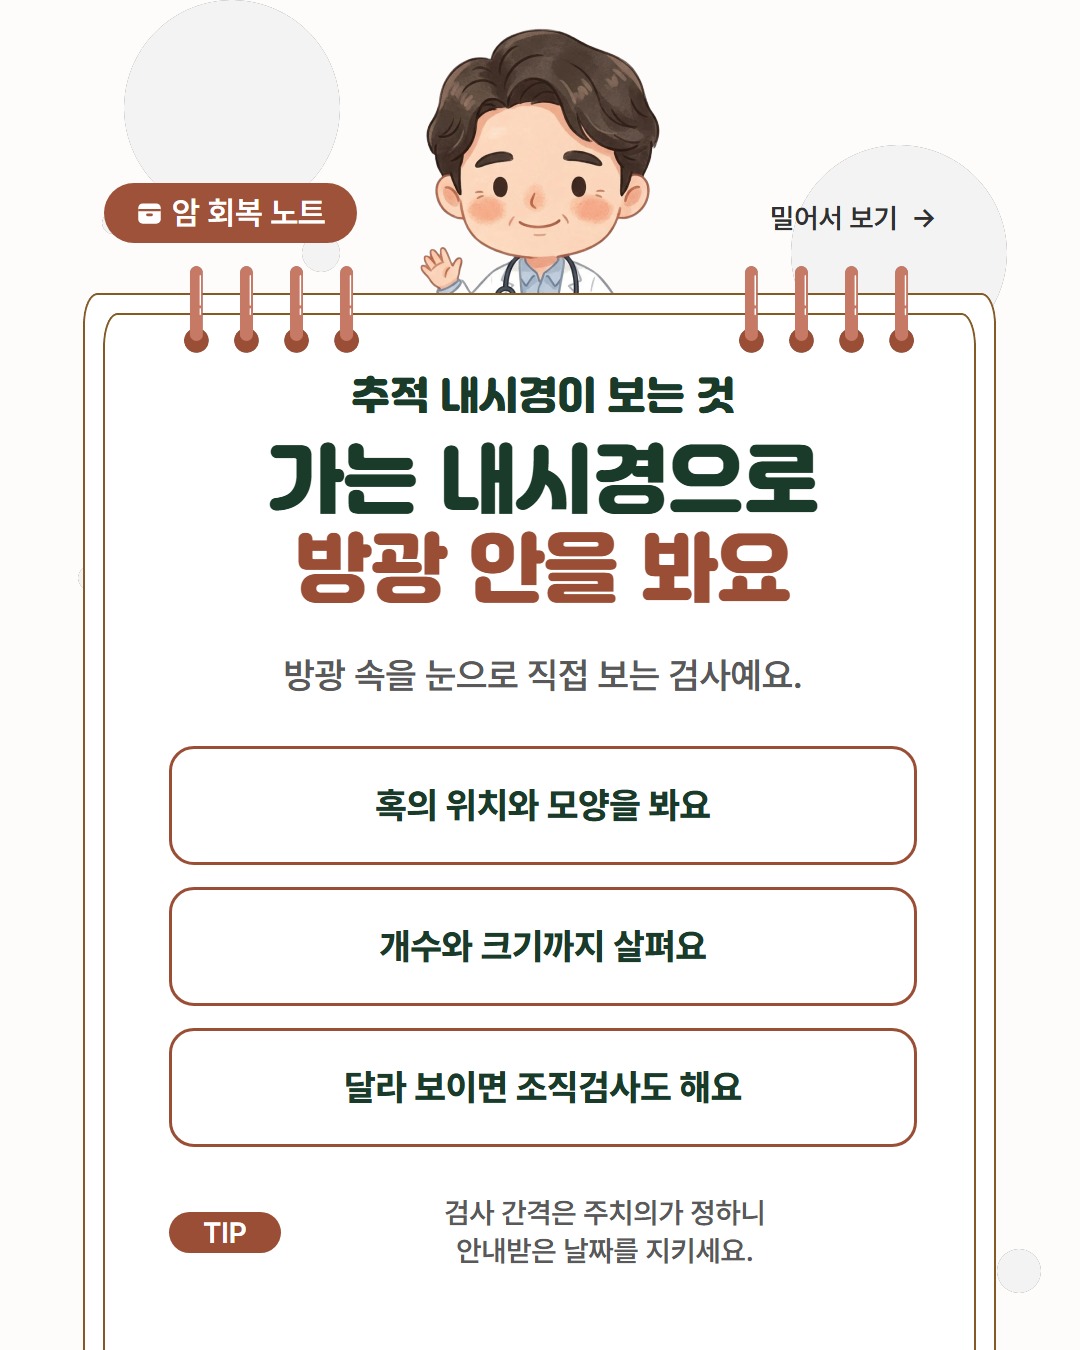 암 회복 노트
밀어서 보기 →
추적 내시경이 보는 것
가는 내시경으로
방광 안을 봐요
방광 속을 눈으로 직접 보는 검사예요.
혹의 위치와 모양을 봐요
개수와 크기까지 살펴요
달라 보이면 조직검사도 해요
TIP
검사 간격은 주치의가 정하니
안내받은 날짜를 지키세요.